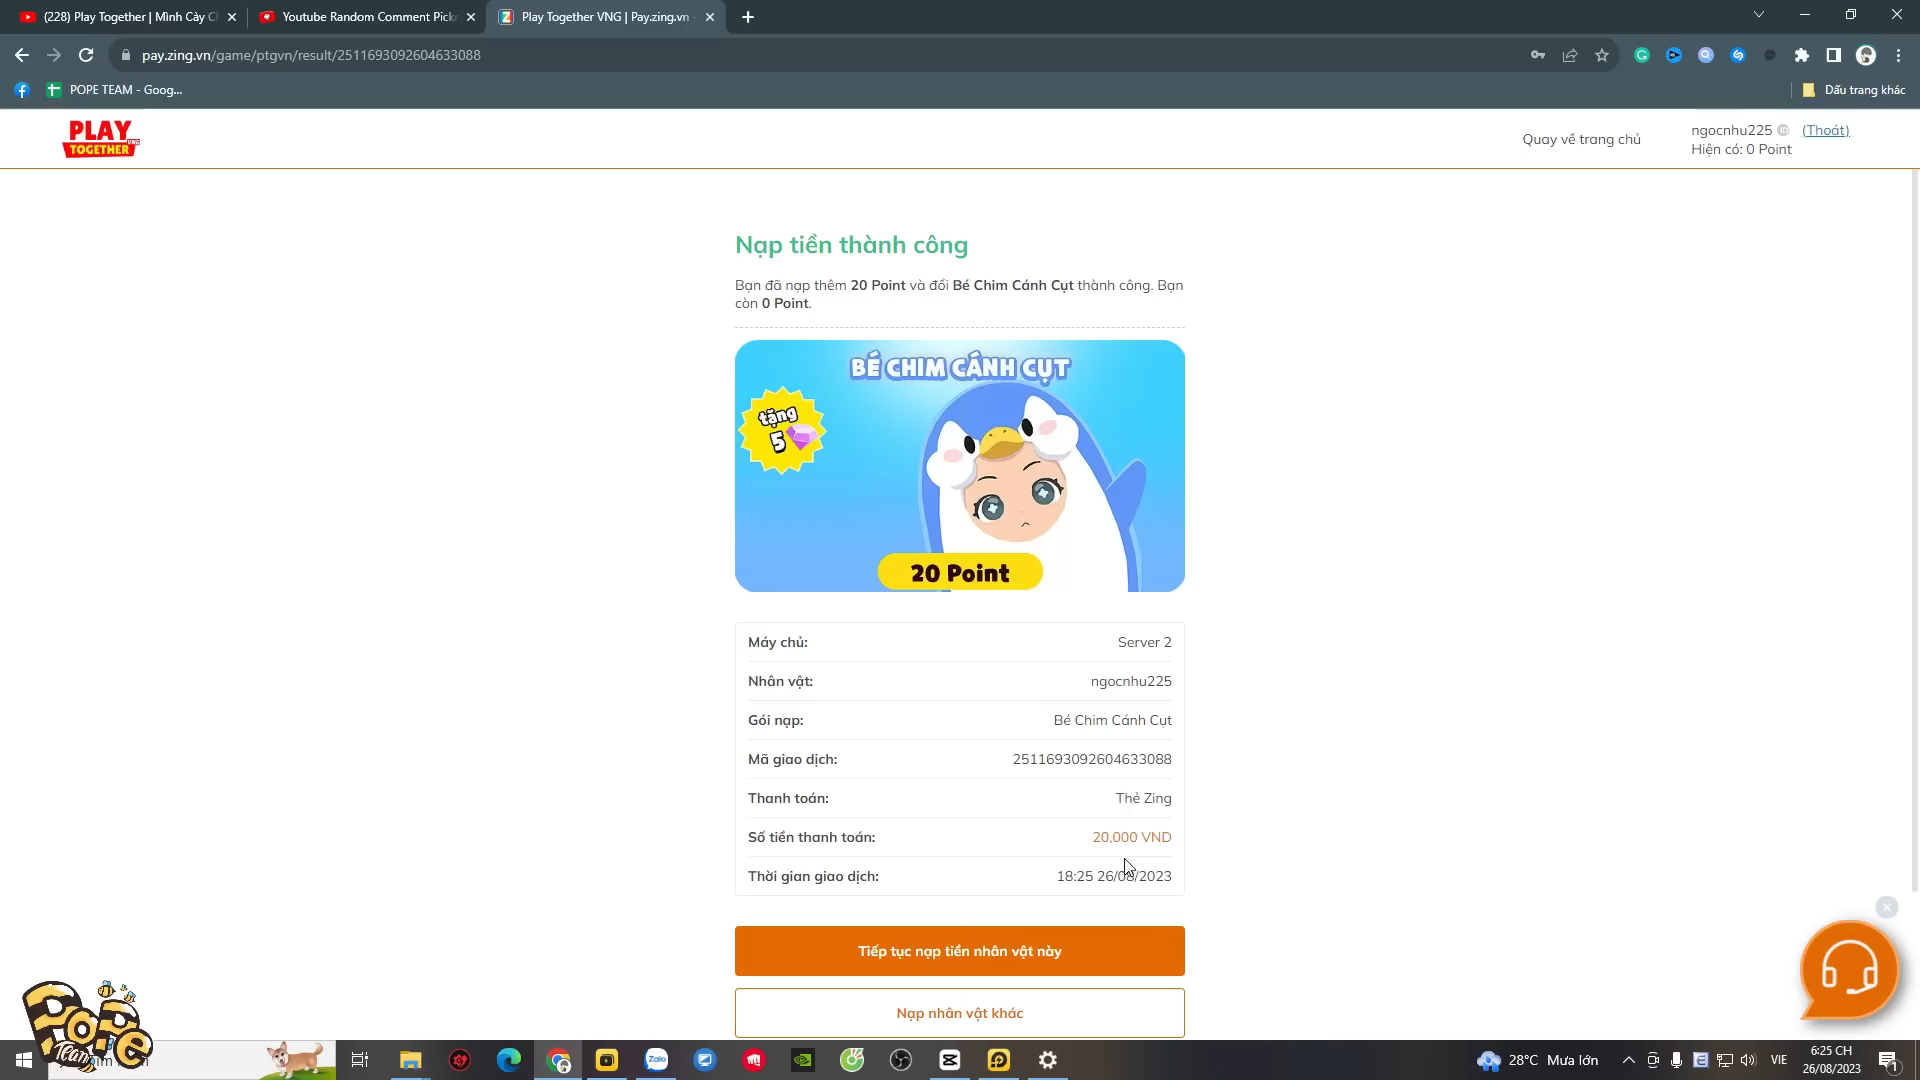 (228) Play Together | Mình Cày C
Youtube Random Comment Picke
Play Together VNG | Pay.zing.vn
pay.zing.vn/game/ptgvn/result/2511693092604633088
POPE TEAM - Goog...
Dấu trang khác
PLAY
TOGETHER
VNG
Quay về trang chủ
ngocnhu225
(Thoát)
Hiện có: 0 Point
Nạp tiền thành công
Bạn đã nạp thêm 20 Point và đổi Bé Chim Cánh Cụt thành công. Bạn
còn 0 Point.
BÉ CHIM CÁNH CỤT
tặng
5
20 Point
Máy chủ: Server 2
Nhân vật: ngocnhu225
Gói nạp: Bé Chim Cánh Cụt
Mã giao dịch: 2511693092604633088
Thanh toán: Thẻ Zing
Số tiền thanh toán: 20,000 VND
Thời gian giao dịch: 18:25 26/08/2023
Tiếp tục nạp tiền nhân vật này
Nạp nhân vật khác
PoPe
Team
Zalo
28°C Mưa lớn
VIE
6:25 CH
26/08/2023
1